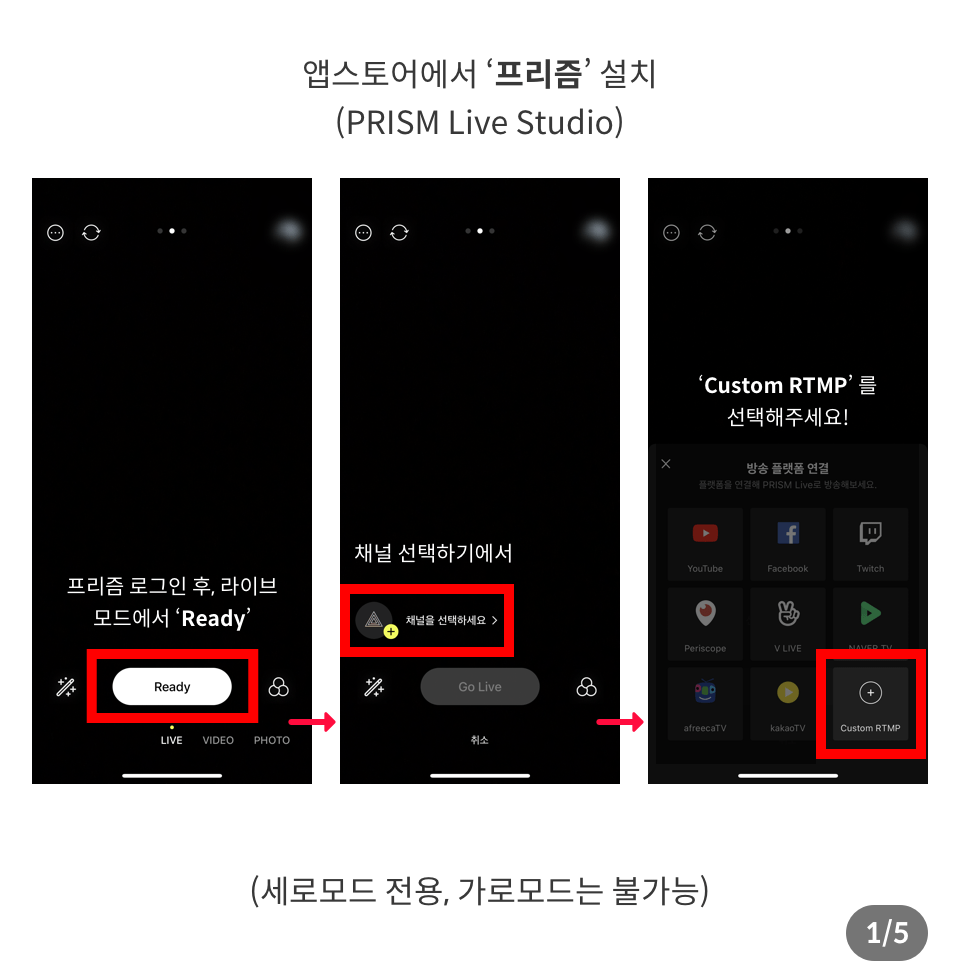 앱스토어에서 ‘프리즘’ 설치
(PRISM Live Studio)
프리즘 로그인 후, 라이브
모드에서 ‘Ready’
Ready
LIVE VIDEO PHOTO
채널 선택하기에서
채널을 선택하세요
Go Live
취소
‘Custom RTMP’ 를
선택해주세요!
방송 플랫폼 연결
플랫폼을 연결해 PRISM Live로 방송해보세요.
YouTube Facebook Twitch
Periscope V LIVE NAVER TV
afreecaTV kakaoTV Custom RTMP
(세로모드 전용, 가로모드는 불가능)
1/5